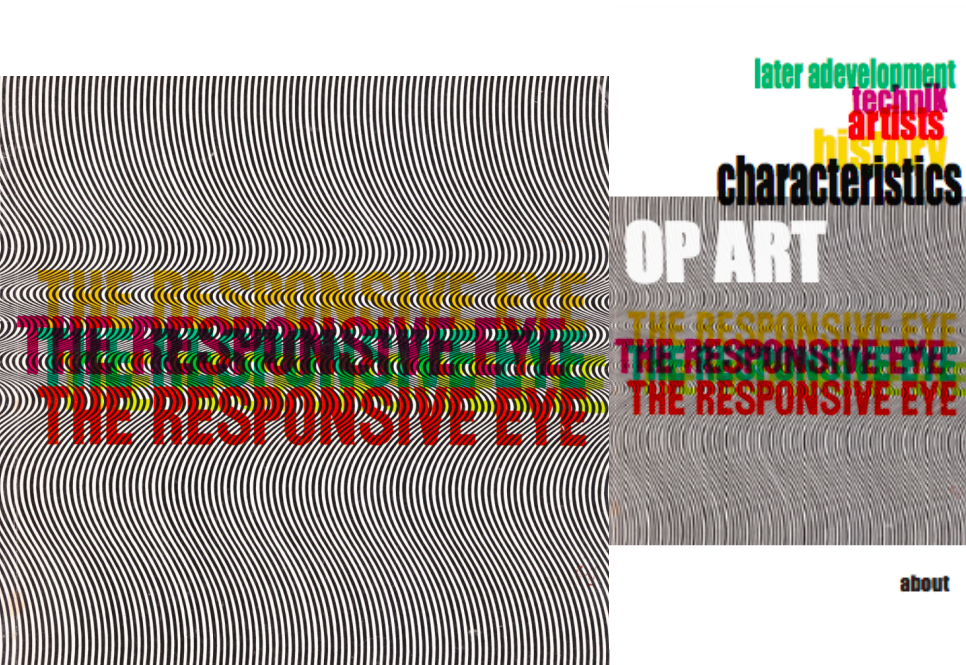 THE RESPONSIVE EYE
THE RESPONSIVE EYE
THE RESPONSIVE EYE
THE RESPONSIVE EYE
later adevelopment
technik
artists
history
characteristics
OP ART
THE RESPONSIVE EYE
THE RESPONSIVE EYE
THE RESPONSIVE EYE
THE RESPONSIVE EYE
about